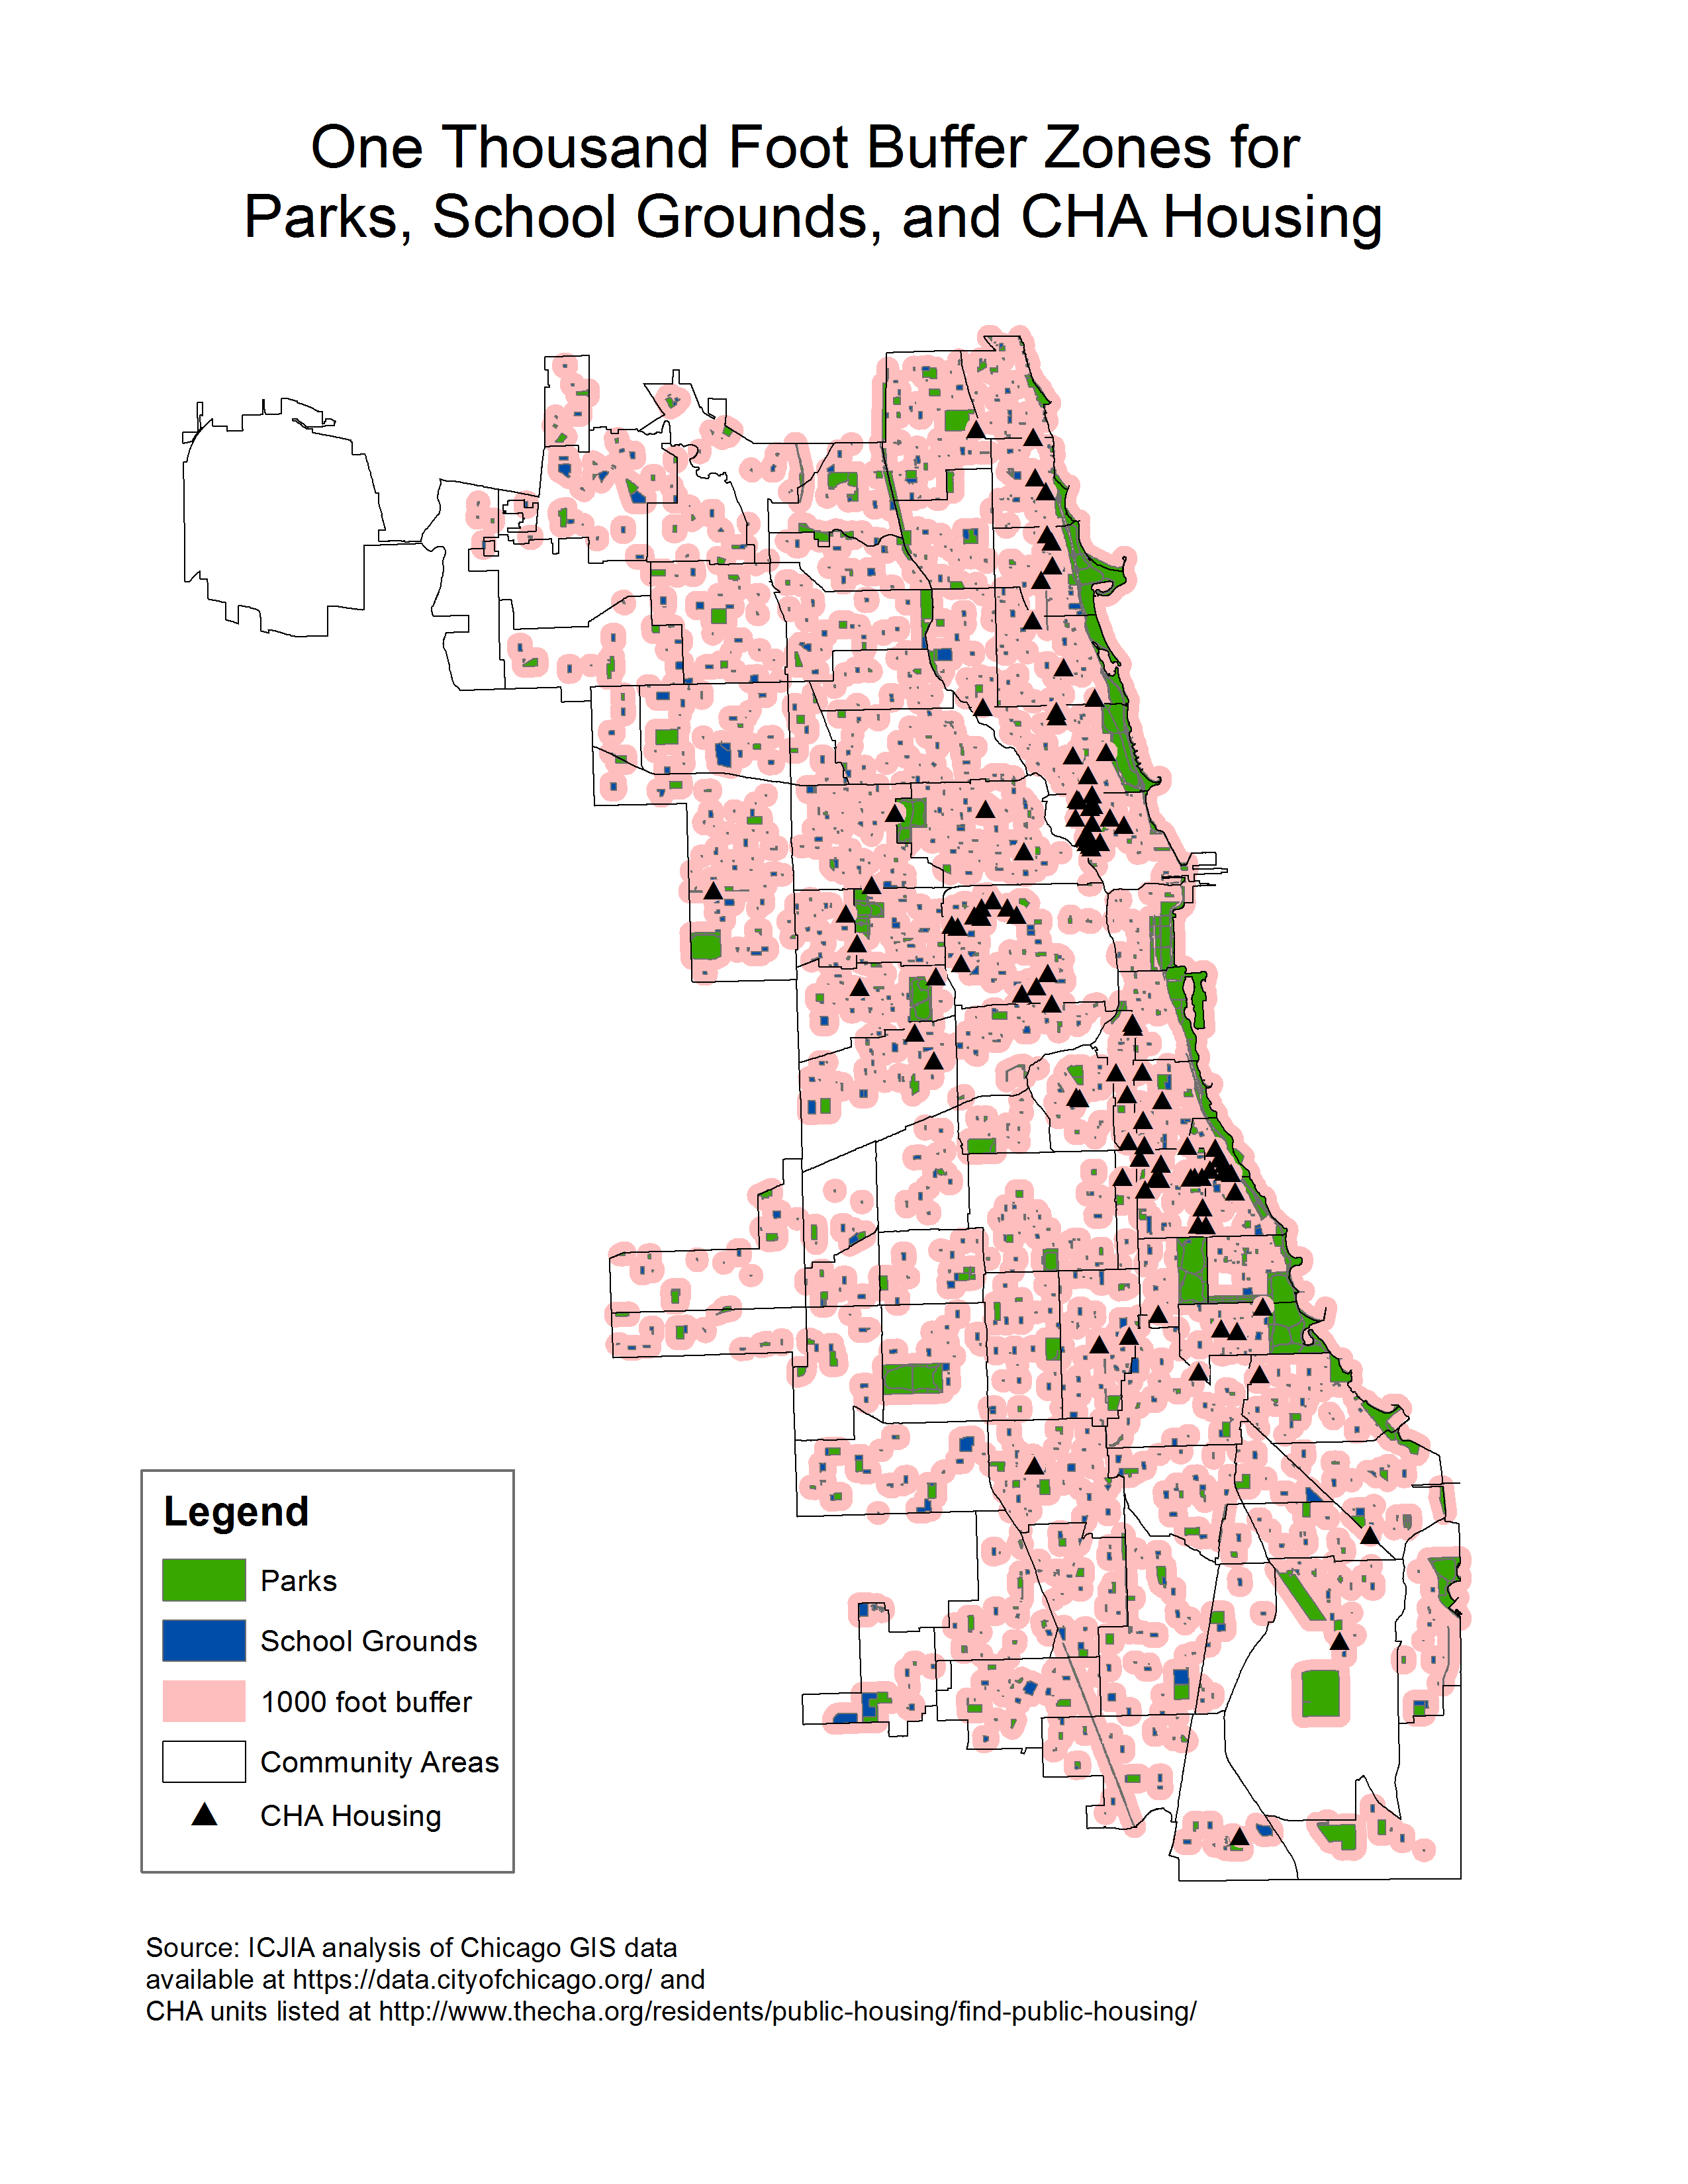 One Thousand Foot Buffer Zones for
Parks, School Grounds, and CHA Housing
Legend
Parks
School Grounds
1000 foot buffer
Community Areas
CHA Housing
Source: ICJIA analysis of Chicago GIS data
available at https://data.cityofchicago.org/ and
CHA units listed at http://www.thecha.org/residents/public-housing/find-public-housing/